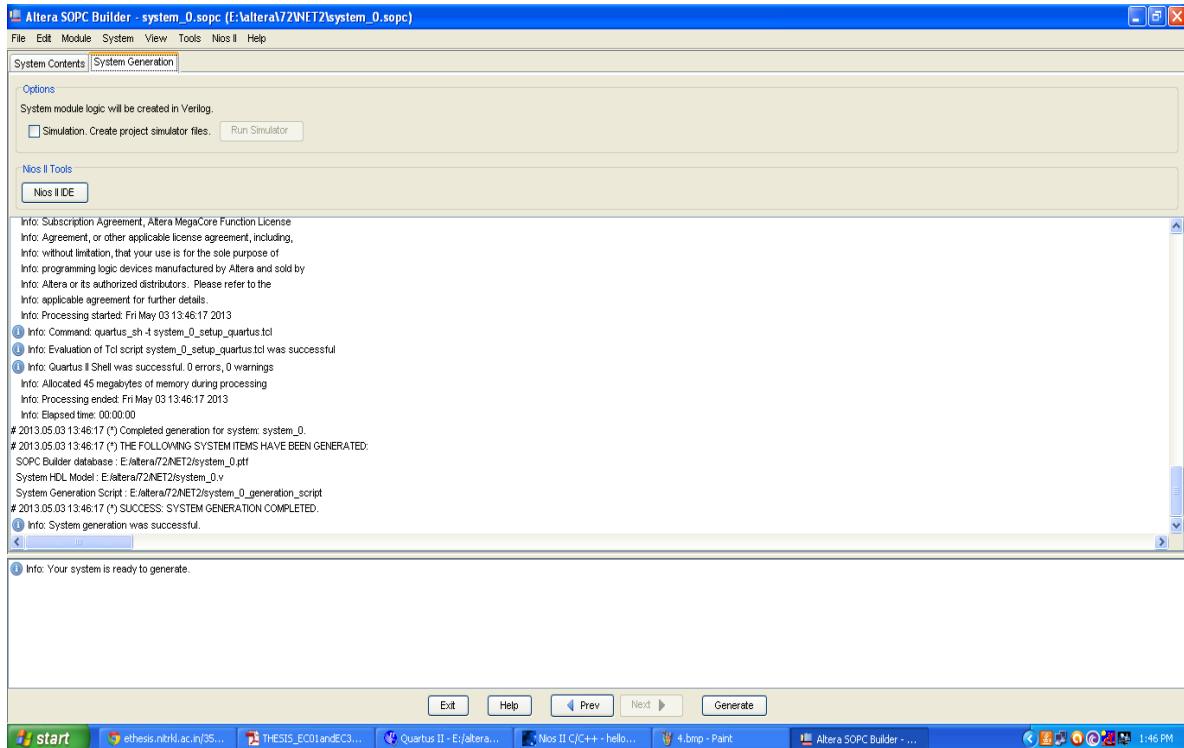 Altera SOPC Builder - system_0.sopc (E:\altera\72\NET2\system_0.sopc)
File Edit Module System View Tools Nios II Help
System Contents System Generation
Options
System module logic will be created in Verilog.
Simulation. Create project simulator files. Run Simulator
Nios II Tools
Nios II IDE
Info: Subscription Agreement, Altera MegaCore Function License
Info: Agreement, or other applicable license agreement, including,
Info: without limitation, that your use is for the sole purpose of
Info: programming logic devices manufactured by Altera and sold by
Info: Altera or its authorized distributors. Please refer to the
Info: applicable agreement for further details.
Info: Processing started: Fri May 03 13:46:17 2013
Info: Command: quartus_sh -t system_0_setup_quartus.tcl
Info: Evaluation of Tcl script system_0_setup_quartus.tcl was successful
Info: Quartus II Shell was successful. 0 errors, 0 warnings
Info: Allocated 45 megabytes of memory during processing
Info: Processing ended: Fri May 03 13:46:17 2013
Info: Elapsed time: 00:00:00
# 2013.05.03 13:46:17 (*) Completed generation for system: system_0.
# 2013.05.03 13:46:17 (*) THE FOLLOWING SYSTEM ITEMS HAVE BEEN GENERATED:
SOPC Builder database : E:/altera/72/NET2/system_0.ptf
System HDL Model : E:/altera/72/NET2/system_0.v
System Generation Script : E:/altera/72/NET2/system_0_generation_script
# 2013.05.03 13:46:17 (*) SUCCESS: SYSTEM GENERATION COMPLETED.
Info: System generation was successful.
Info: Your system is ready to generate.
Exit Help Prev Next Generate
start ethesis.nitrkl.ac.in/35... THESIS_EC01andEC3... Quartus II - E:/altera... Nios II C/C++ - hello... 4.bmp - Paint Altera SOPC Builder - ... 1:46 PM